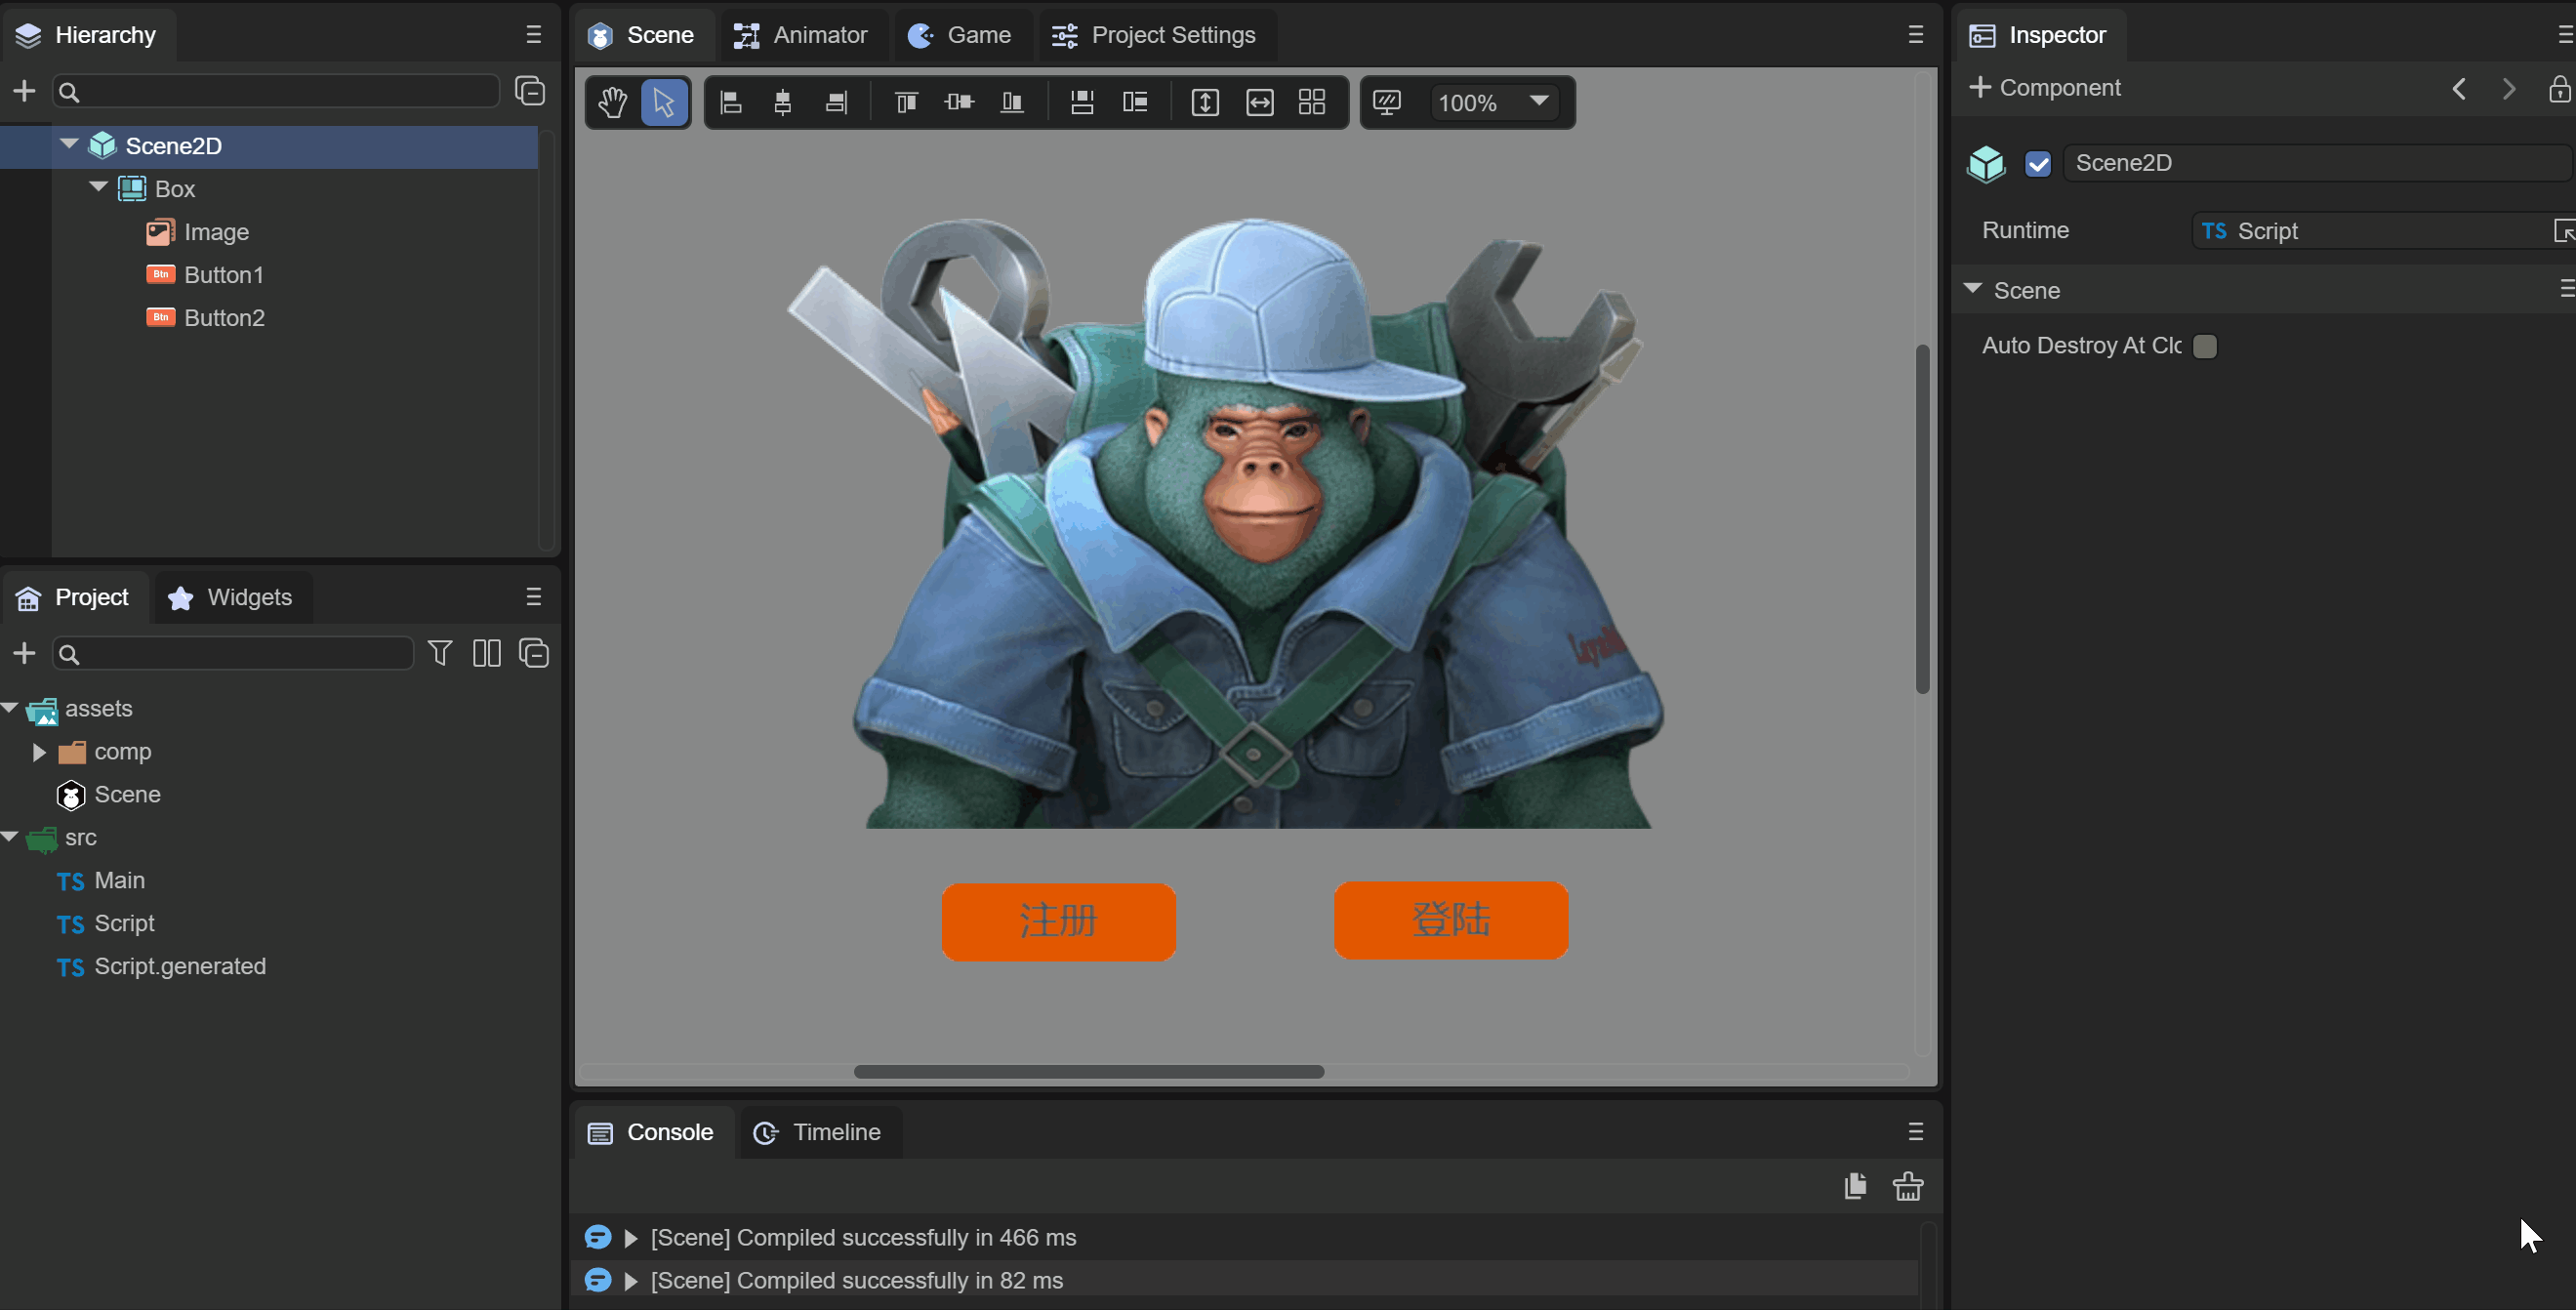 Hierarchy
Scene2D
Box
Image
Btn Button1
Btn Button2
Project Widgets
assets
comp
Scene
src
TS Main
TS Script
TS Script.generated
Scene Animator Game Project Settings
100%
注册 登陆
Console Timeline
[Scene] Compiled successfully in 466 ms
[Scene] Compiled successfully in 82 ms
Inspector
Component
Scene2D
Runtime TS Script
Scene
Auto Destroy At Clc